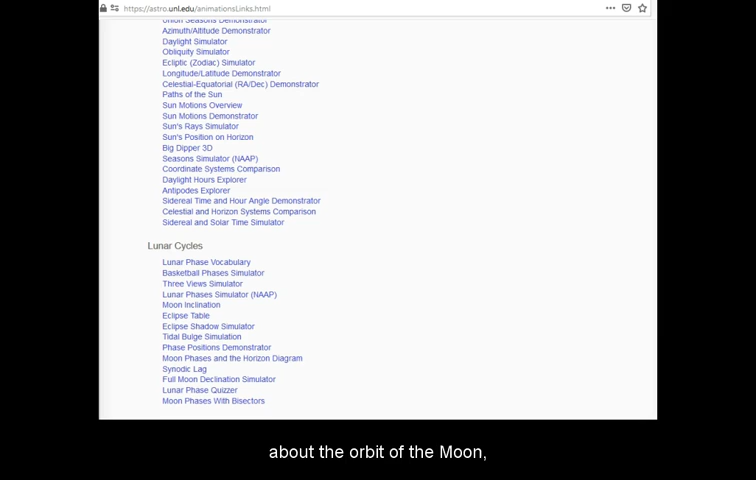 https://astro.unl.edu/animationsLinks.html
Union Seasons Demonstrator
Azimuth/Altitude Demonstrator
Daylight Simulator
Obliquity Simulator
Ecliptic (Zodiac) Simulator
Longitude/Latitude Demonstrator
Celestial-Equatorial (RA/Dec) Demonstrator
Paths of the Sun
Sun Motions Overview
Sun Motions Demonstrator
Sun's Rays Simulator
Sun's Position on Horizon
Big Dipper 3D
Seasons Simulator (NAAP)
Coordinate Systems Comparison
Daylight Hours Explorer
Antipodes Explorer
Sidereal Time and Hour Angle Demonstrator
Celestial and Horizon Systems Comparison
Sidereal and Solar Time Simulator
Lunar Cycles
Lunar Phase Vocabulary
Basketball Phases Simulator
Three Views Simulator
Lunar Phases Simulator (NAAP)
Moon Inclination
Eclipse Table
Eclipse Shadow Simulator
Tidal Bulge Simulation
Phase Positions Demonstrator
Moon Phases and the Horizon Diagram
Synodic Lag
Full Moon Declination Simulator
Lunar Phase Quizzer
Moon Phases With Bisectors
about the orbit of the Moon,